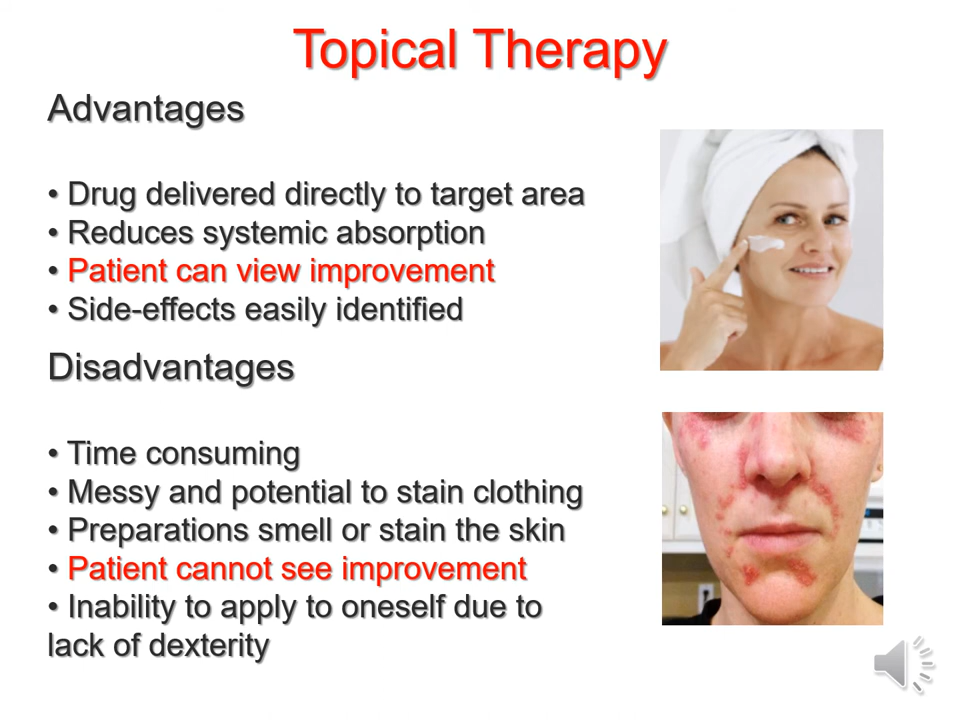 Topical Therapy
Advantages
• Drug delivered directly to target area
• Reduces systemic absorption
• Patient can view improvement
• Side-effects easily identified
Disadvantages
• Time consuming
• Messy and potential to stain clothing
• Preparations smell or stain the skin
• Patient cannot see improvement
• Inability to apply to oneself due to
lack of dexterity